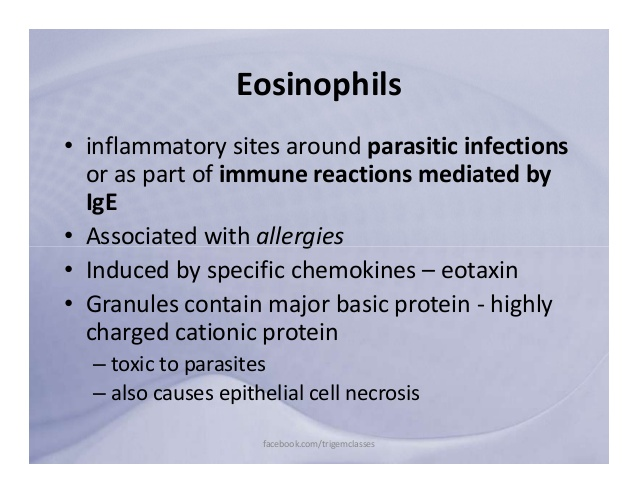 Eosinophils
• inflammatory sites around parasitic infections
or as part of immune reactions mediated by
IgE
• Associated with allergies
• Induced by specific chemokines – eotaxin
• Granules contain major basic protein - highly
charged cationic protein
– toxic to parasites
– also causes epithelial cell necrosis
facebook.com/trigemclasses